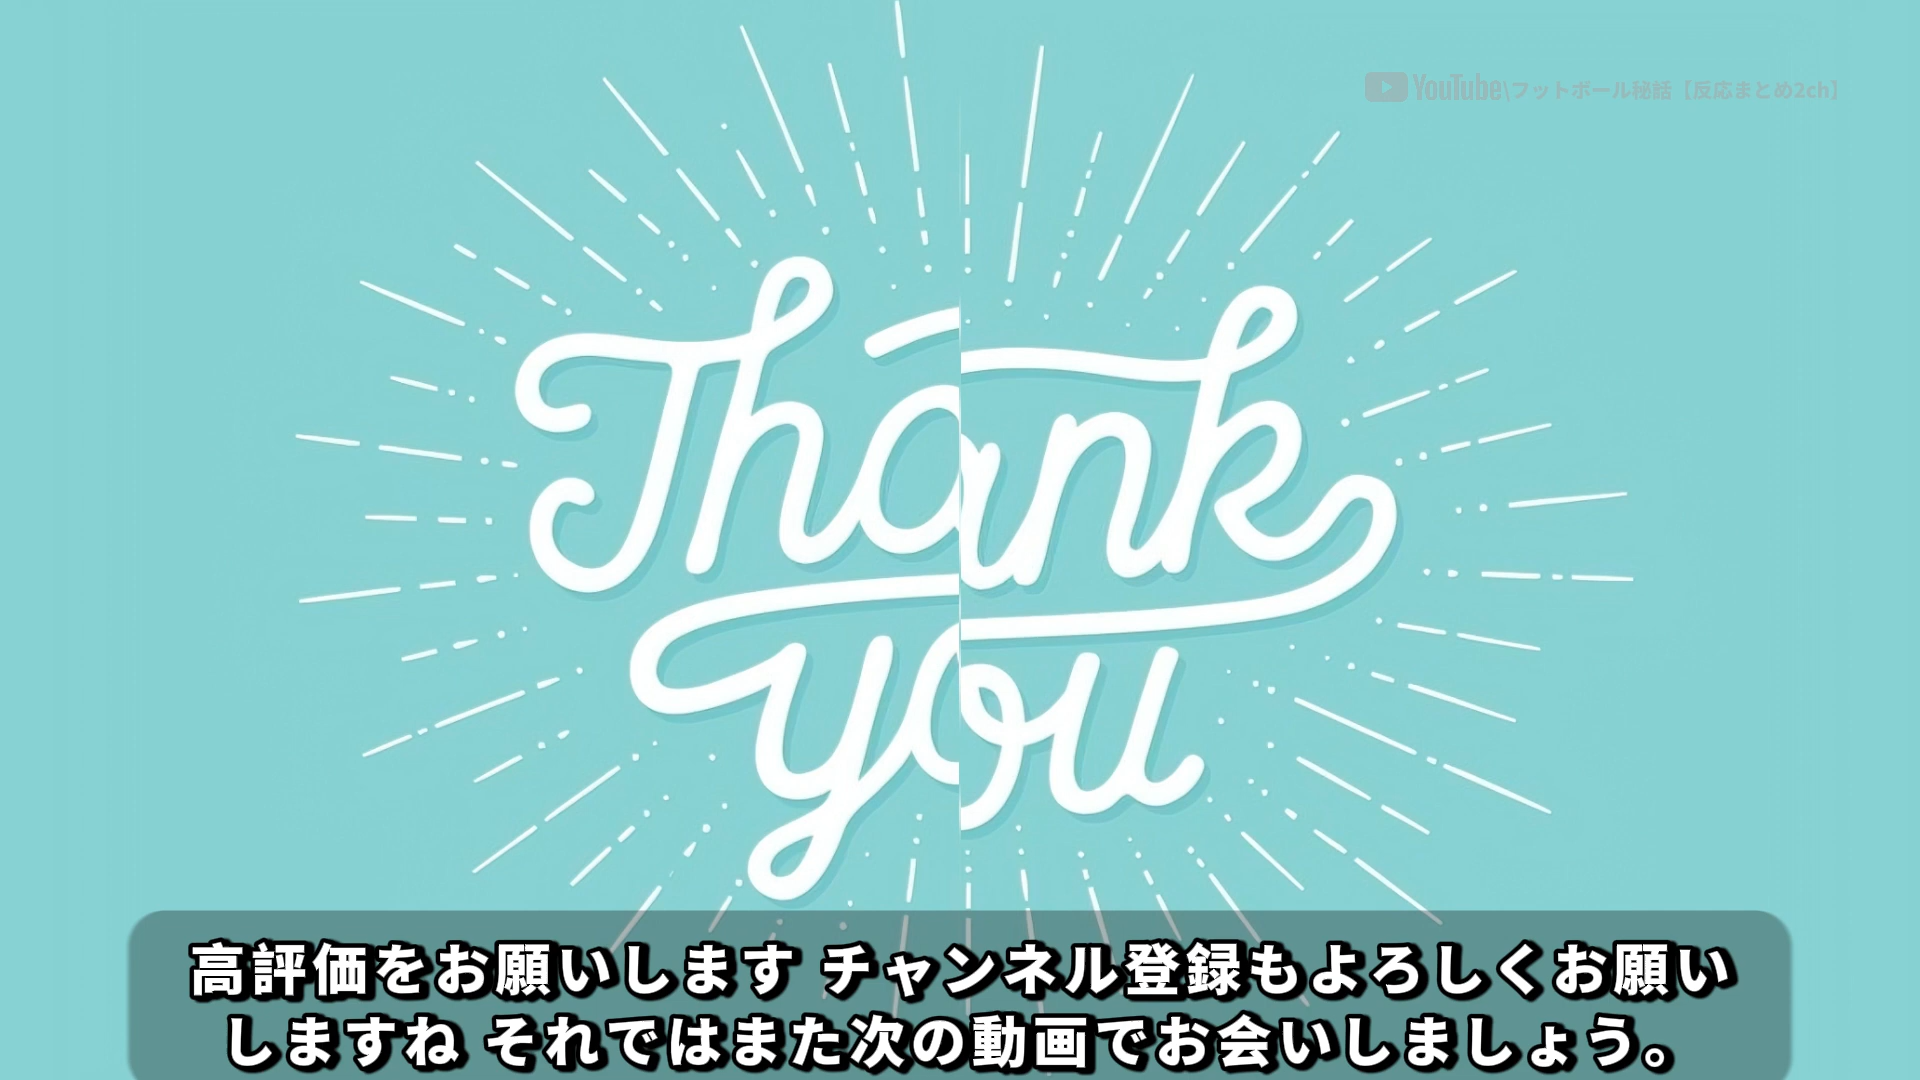 YouTube\フットボール秘話【反応まとめ2ch】
Thank
you
高評価をお願いします チャンネル登録もよろしくお願い
しますね それではまた次の動画でお会いしましょう。